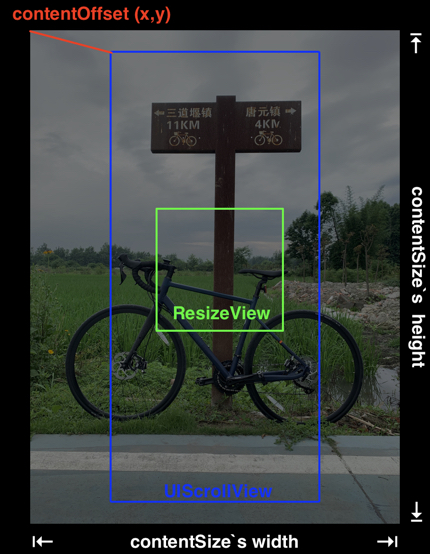 contentOffset (x,y)
三道堰镇
11KM
唐元镇
4KM
ResizeView
UIScrollView
contentSize`s width
contentSize`s height